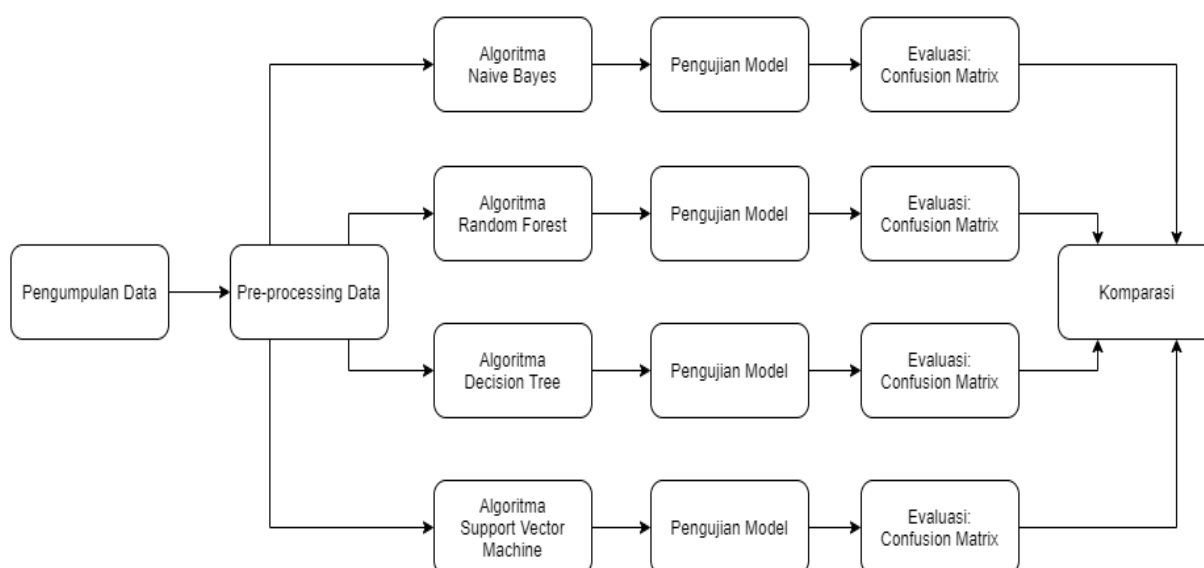 Algoritma
Naive Bayes
Pengujian Model
Evaluasi:
Confusion Matrix
Algoritma
Random Forest
Pengujian Model
Evaluasi:
Confusion Matrix
Pengumpulan Data
Pre-processing Data
Komparasi
Algoritma
Decision Tree
Pengujian Model
Evaluasi:
Confusion Matrix
Algoritma
Support Vector
Machine
Pengujian Model
Evaluasi:
Confusion Matrix